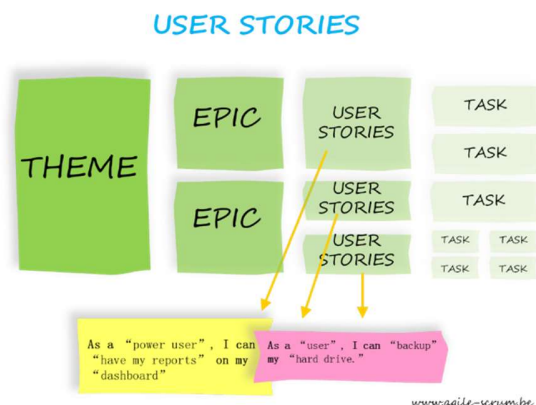 USER STORIES
THEME
EPIC
EPIC
USER
STORIES
USER
STORIES
USER
STORIES
TASK
TASK
TASK
TASK TASK
TASK TASK
As a “power user”, I can
“have my reports” on my
“dashboard”
As a “user”, I can “backup”
my “hard drive.”
www.agile-scrum.be